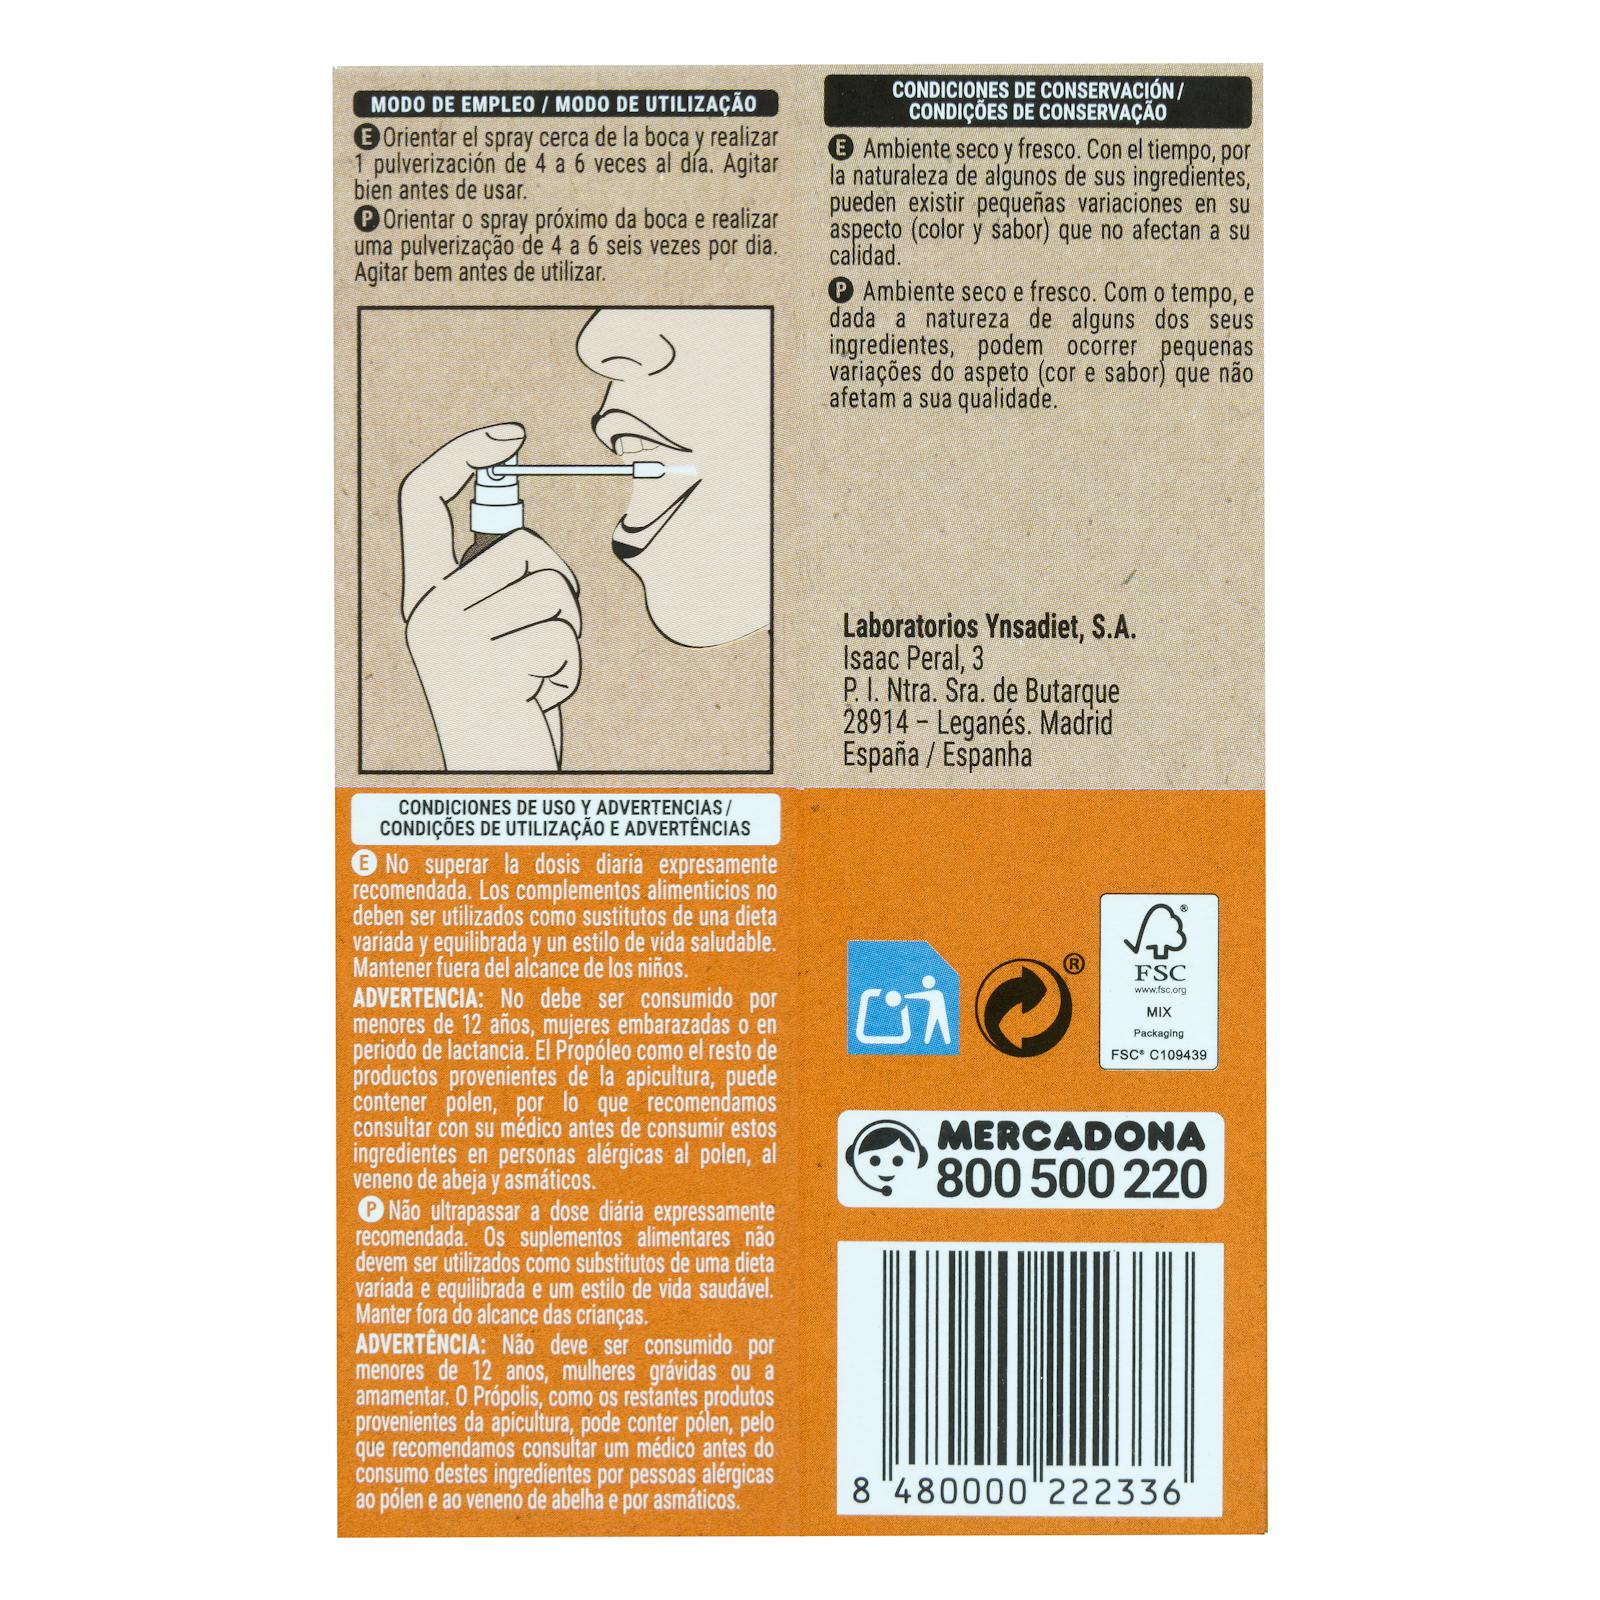 MODO DE EMPLEO / MODO DE UTILIZAÇÃO
E Orientar el spray cerca de la boca y realizar
1 pulverización de 4 a 6 veces al día. Agitar
bien antes de usar.
P Orientar o spray próximo da boca e realizar
uma pulverização de 4 a 6 seis vezes por dia.
Agitar bem antes de utilizar.
CONDICIONES DE CONSERVACIÓN /
CONDIÇÕES DE CONSERVAÇÃO
E Ambiente seco y fresco. Con el tiempo, por
la naturaleza de algunos de sus ingredientes,
pueden existir pequeñas variaciones en su
aspecto (color y sabor) que no afectan a su
calidad.
P Ambiente seco e fresco. Com o tempo, e
dada a natureza de alguns dos seus
ingredientes, podem ocorrer pequenas
variações do aspeto (cor e sabor) que não
afetam a sua qualidade.
Laboratorios Ynsadiet, S.A.
Isaac Peral, 3
P. I. Ntra. Sra. de Butarque
28914 – Leganés. Madrid
España / Espanha
CONDICIONES DE USO Y ADVERTENCIAS /
CONDIÇÕES DE UTILIZAÇÃO E ADVERTÊNCIAS
E No superar la dosis diaria expresamente
recomendada. Los complementos alimenticios no
deben ser utilizados como sustitutos de una dieta
variada y equilibrada y un estilo de vida saludable.
Mantener fuera del alcance de los niños.
ADVERTENCIA: No debe ser consumido por
menores de 12 años, mujeres embarazadas o en
periodo de lactancia. El Propóleo como el resto de
productos provenientes de la apicultura, puede
contener polen, por lo que recomendamos
consultar con su médico antes de consumir estos
ingredientes en personas alérgicas al polen, al
veneno de abeja y asmáticos.
P Não ultrapassar a dose diária expressamente
recomendada. Os suplementos alimentares não
devem ser utilizados como substitutos de uma dieta
variada e equilibrada e um estilo de vida saudável.
Manter fora do alcance das crianças.
ADVERTÊNCIA: Não deve ser consumido por
menores de 12 anos, mulheres grávidas ou a
amamentar. O Própolis, como os restantes produtos
provenientes da apicultura, pode conter pólen, pelo
que recomendamos consultar um médico antes do
consumo destes ingredientes por pessoas alérgicas
ao pólen e ao veneno de abelha e por asmáticos.
®
®
FSC
www.fsc.org
MIX
Packaging
FSC® C109439
MERCADONA
800 500 220
8 480000 222336